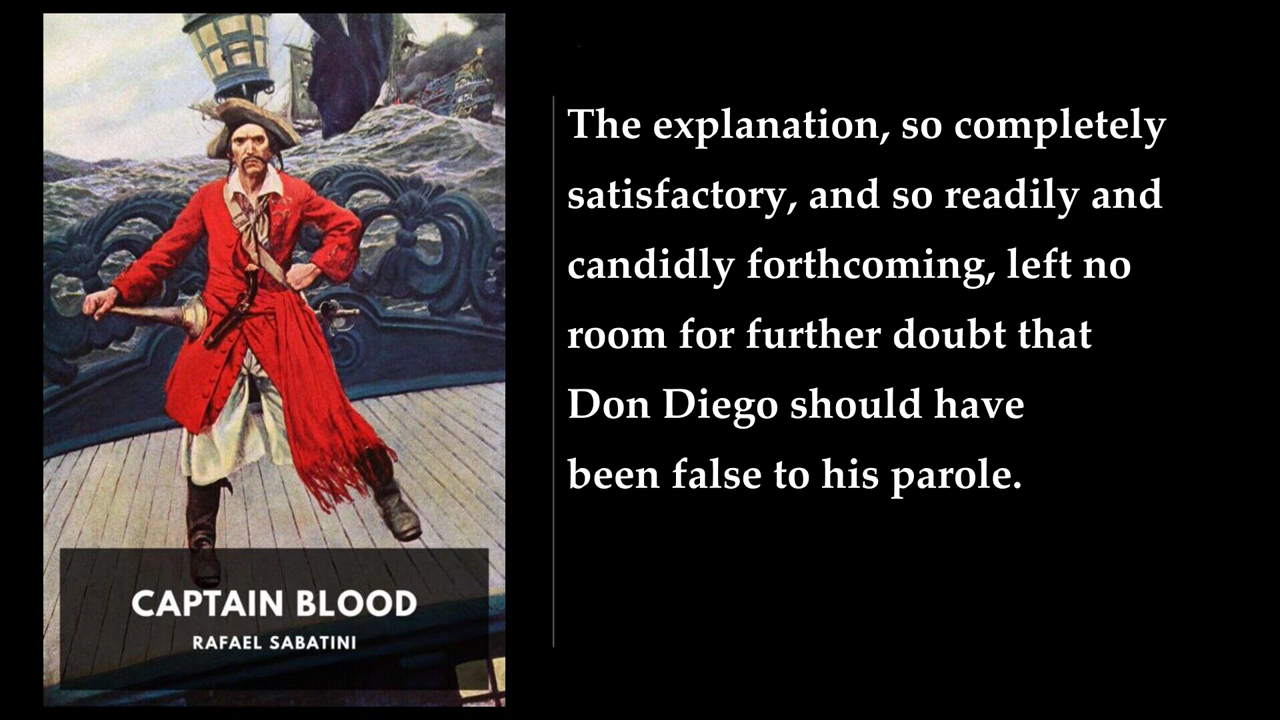 CAPTAIN BLOOD
RAFAEL SABATINI
The explanation, so completely
satisfactory, and so readily and
candidly forthcoming, left no
room for further doubt that
Don Diego should have
been false to his parole.